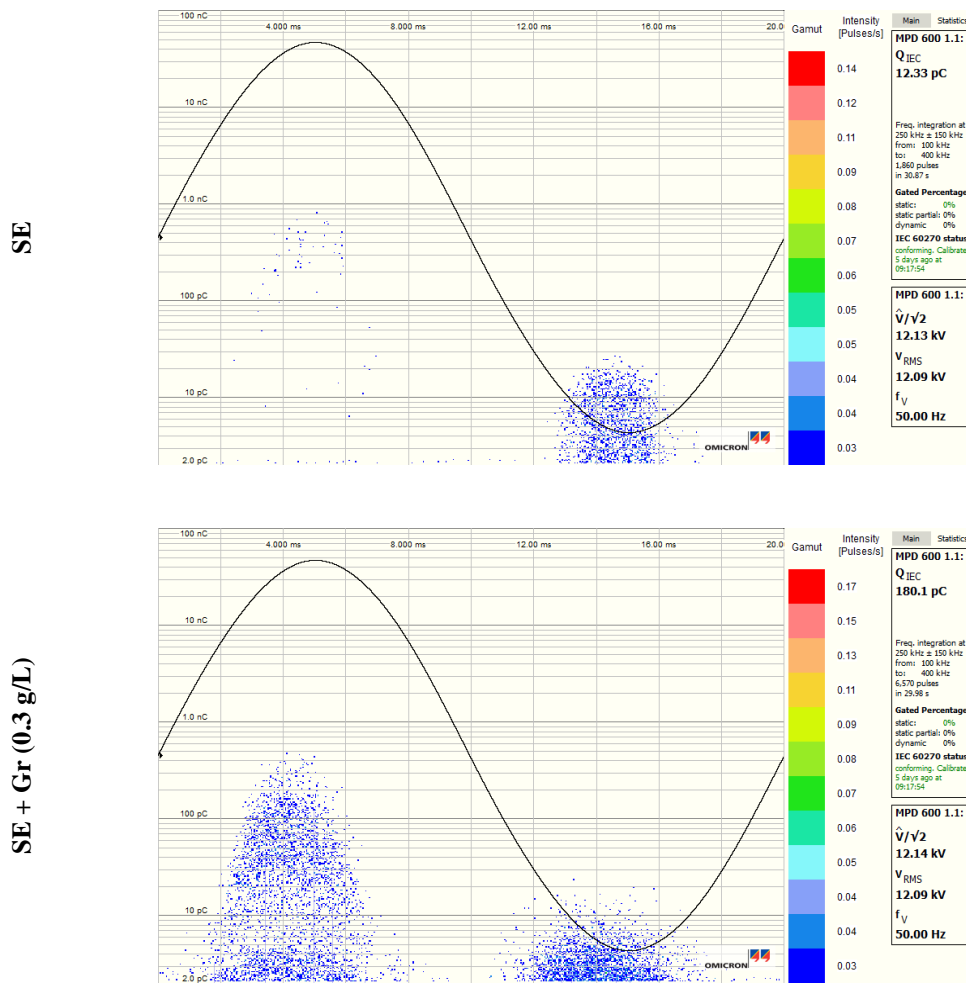 SE
100 nC
4.000 ms
8.000 ms
12.00 ms
16.00 ms
20.0
10 nC
1.0 nC
100 pC
10 pC
2.0 pC
OMICRON
Gamut
Intensity
[Pulses/s]
0.14
0.12
0.11
0.09
0.08
0.07
0.06
0.05
0.05
0.04
0.04
0.03
Main Statistics
MPD 600 1.1:
Q IEC
12.33 pC
Freq. integration at
250 kHz ± 150 kHz
from: 100 kHz
to: 400 kHz
1,860 pulses
in 30.87 s
Gated Percentage
static: 0%
static partial: 0%
dynamic 0%
IEC 60270 status
conforming. Calibrate
5 days ago at
09:17:54
MPD 600 1.1:
V̂/√2
12.13 kV
V RMS
12.09 kV
f V
50.00 Hz
SE + Gr (0.3 g/L)
100 nC
4.000 ms
8.000 ms
12.00 ms
16.00 ms
20.0
10 nC
1.0 nC
100 pC
10 pC
2.0 pC
OMICRON
Gamut
Intensity
[Pulses/s]
0.17
0.15
0.13
0.11
0.09
0.08
0.07
0.06
0.05
0.04
0.04
0.03
Main Statistics
MPD 600 1.1:
Q IEC
180.1 pC
Freq. integration at
250 kHz ± 150 kHz
from: 100 kHz
to: 400 kHz
6,570 pulses
in 29.98 s
Gated Percentage
static: 0%
static partial: 0%
dynamic 0%
IEC 60270 status
conforming. Calibrate
5 days ago at
09:17:54
MPD 600 1.1:
V̂/√2
12.14 kV
V RMS
12.09 kV
f V
50.00 Hz